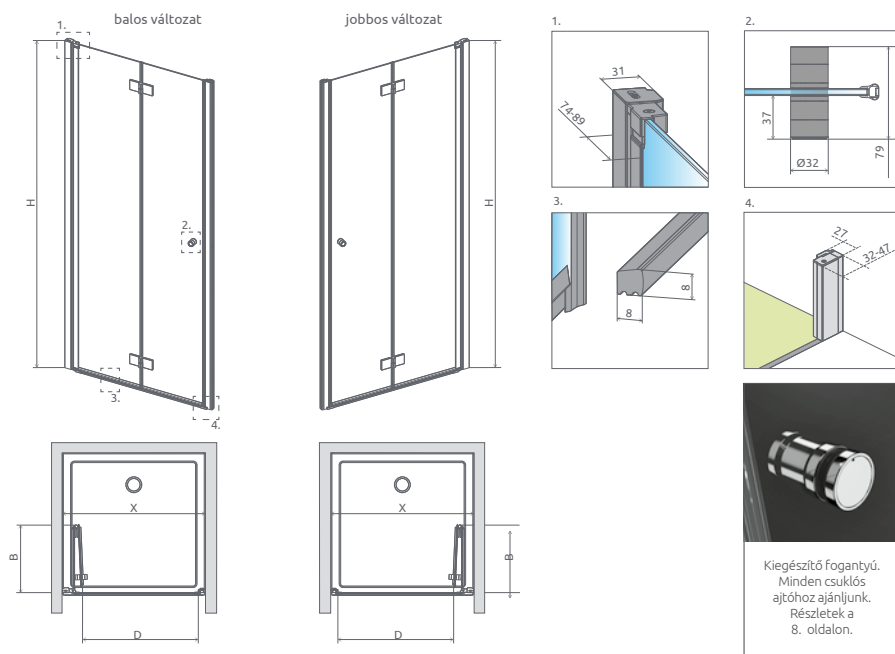 balos változat
jobbos változat
1.
H
2.
3.
4.
H
1.
31
74-89
2.
37
Ø32
79
3.
8
8
4.
27
32-47
X
B
D
X
B
D
Kiegészítő fogantyú.
Minden csuklós
ajtóhoz ajánljunk.
Részletek a
8. oldalon.